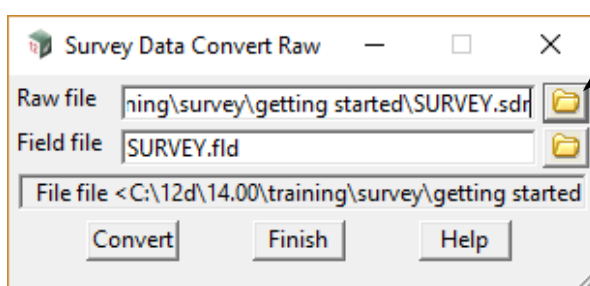 Survey Data Convert Raw
Raw file ning\survey\getting started\SURVEY.sdr
Field file SURVEY.fld
File file <C:\12d\14.00\training\survey\getting started
Convert Finish Help